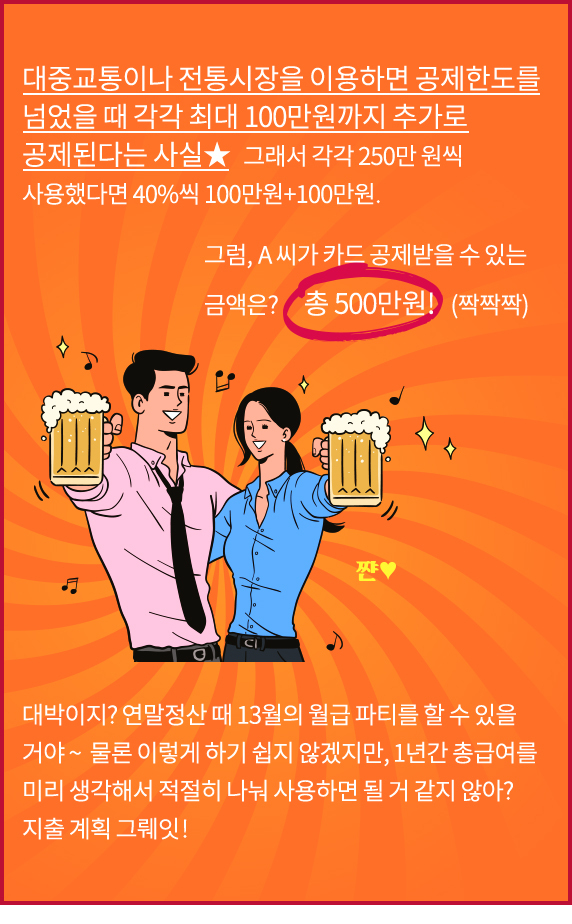 대중교통이나 전통시장을 이용하면 공제한도를
넘었을 때 각각 최대 100만원까지 추가로
공제된다는 사실★ 그래서 각각 250만 원씩
사용했다면 40%씩 100만원+100만원.
그럼, A 씨가 카드 공제받을 수 있는
금액은? 총 500만원! (짝짝짝)
쨘♥
대박이지? 연말정산 때 13월의 월급 파티를 할 수 있을
거야 ~ 물론 이렇게 하기 쉽지 않겠지만, 1년간 총급여를
미리 생각해서 적절히 나눠 사용하면 될 거 같지 않아?
지출 계획 그뤠잇!